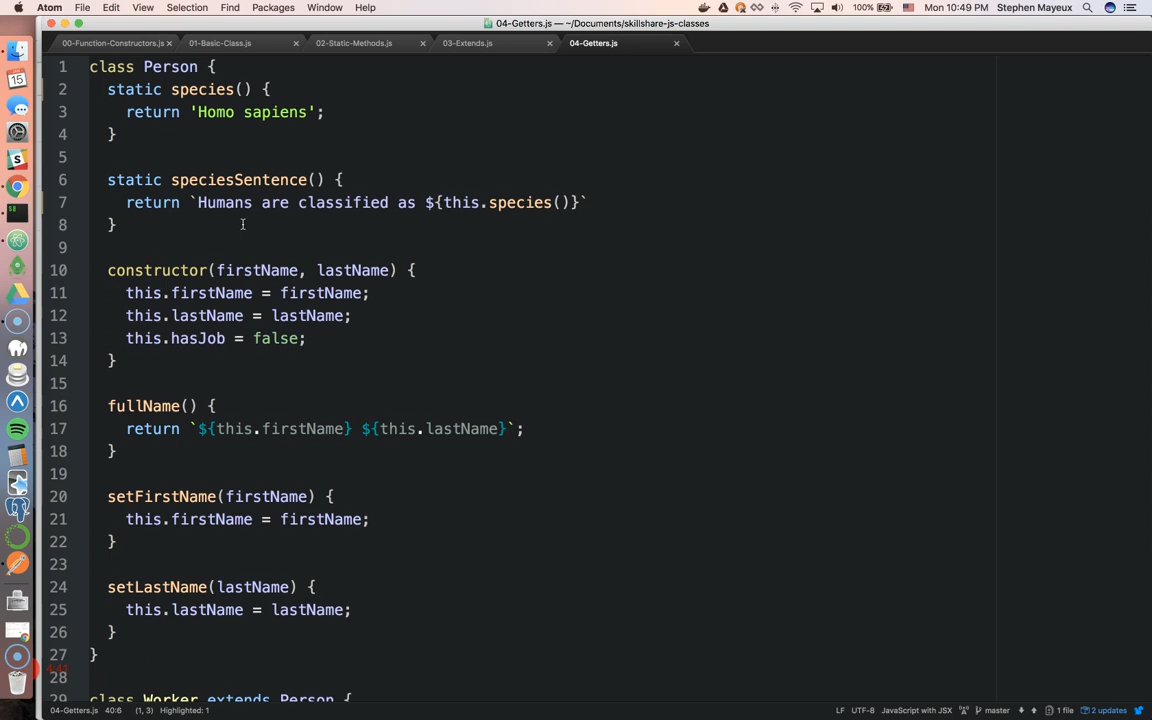 Atom File Edit View Selection Find Packages Window Help 100% Mon 10:49 PM Stephen Mayeux
04-Getters.js — ~/Documents/skillshare-js-classes
00-Function-Constructors.js 01-Basic-Class.js 02-Static-Methods.js 03-Extends.js 04-Getters.js
1 class Person {
2 static species() {
3 return 'Homo sapiens';
4 }
5
6 static speciesSentence() {
7 return `Humans are classified as ${this.species()}`
8 }
9
10 constructor(firstName, lastName) {
11 this.firstName = firstName;
12 this.lastName = lastName;
13 this.hasJob = false;
14 }
15
16 fullName() {
17 return `${this.firstName} ${this.lastName}`;
18 }
19
20 setFirstName(firstName) {
21 this.firstName = firstName;
22 }
23
24 setLastName(lastName) {
25 this.lastName = lastName;
26 }
27 }
28
29 class Worker extends Person {
04-Getters.js 40:6 (1, 3) Highlighted: 1 LF UTF-8 JavaScript with JSX master 1 file 2 updates